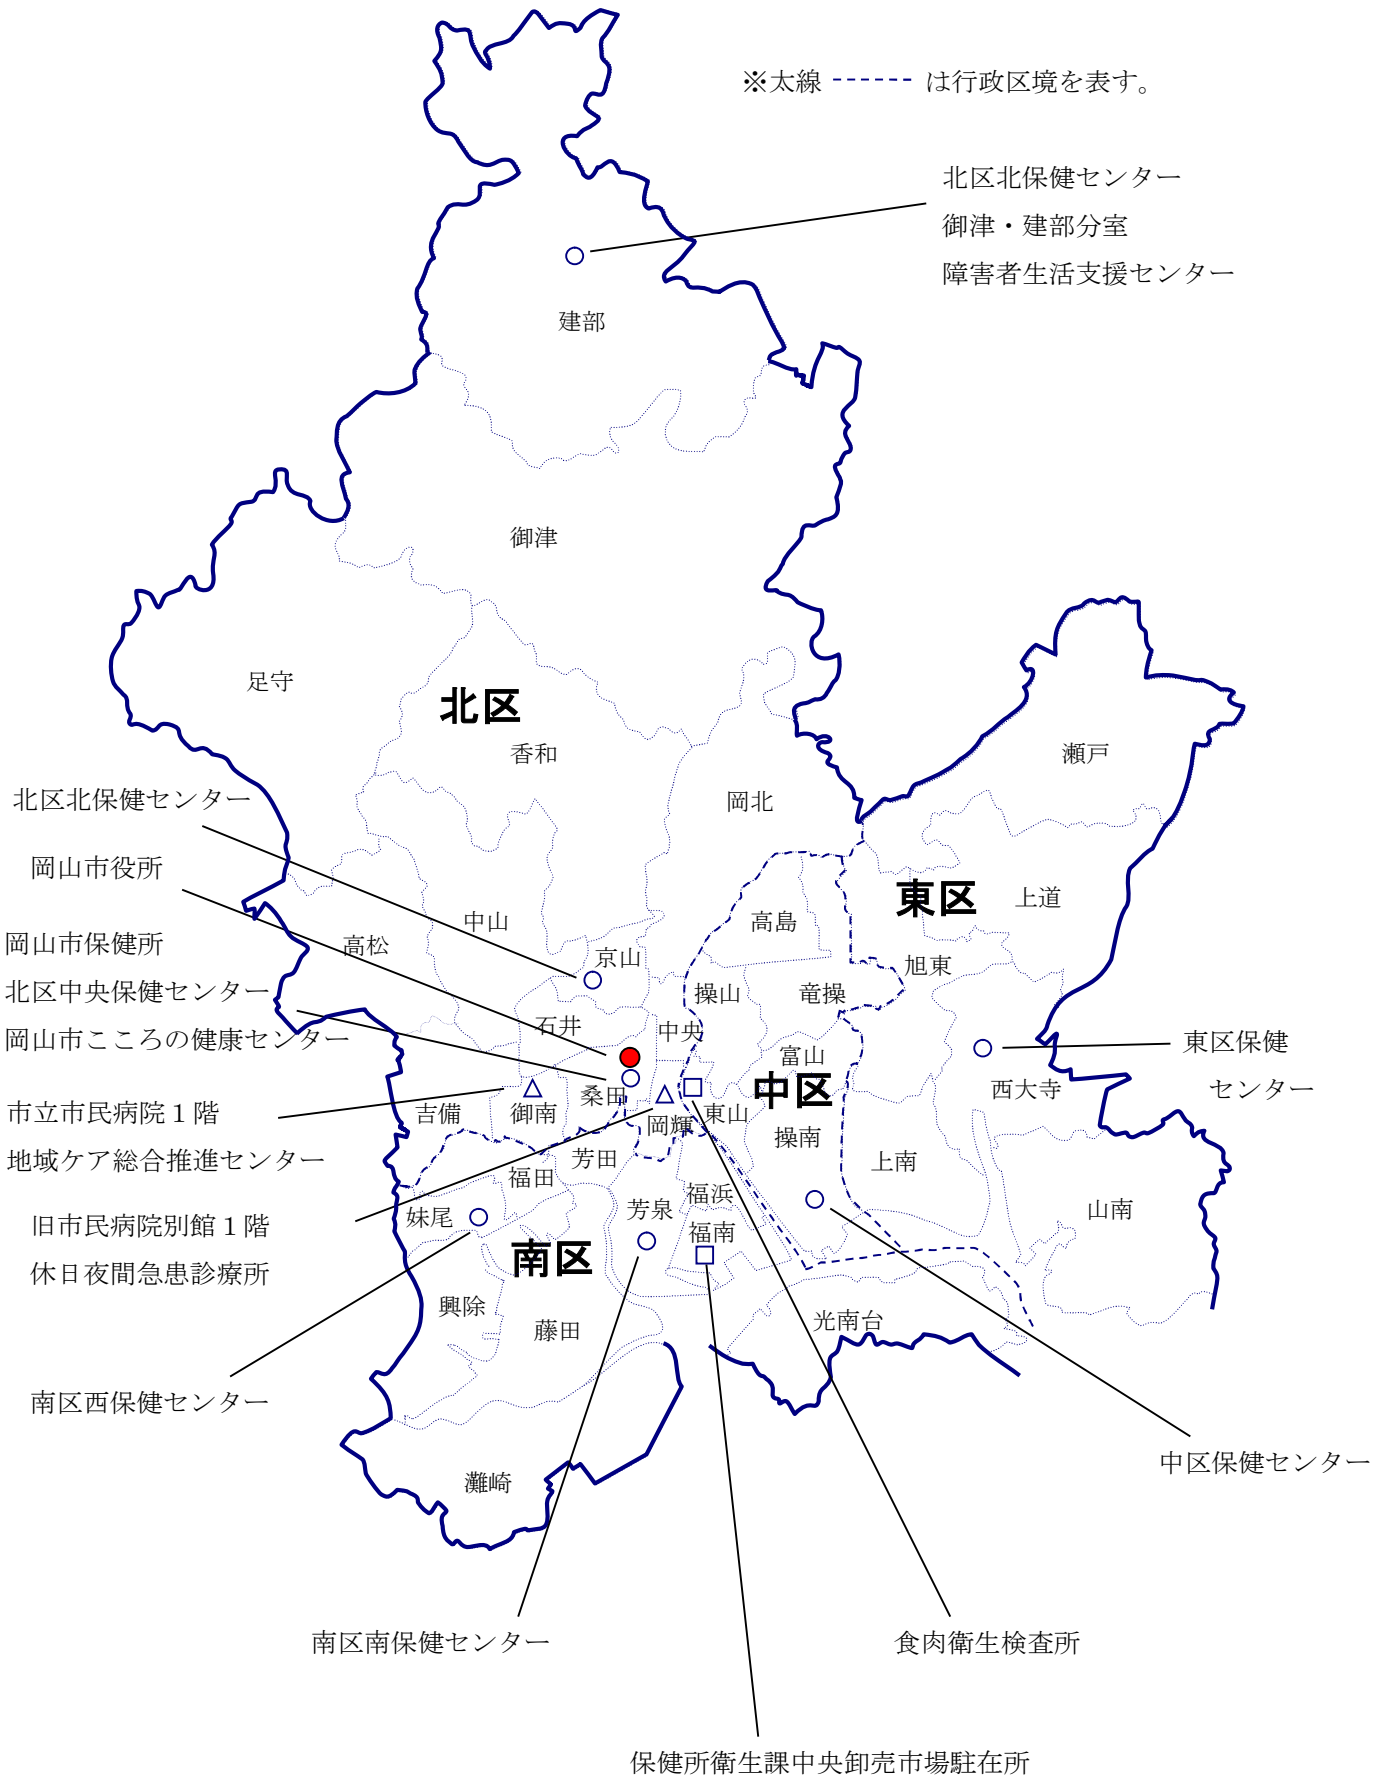 ※太線 ------ は行政区境を表す。
北区北保健センター
御津・建部分室
障害者生活支援センター
建部
御津
足守
北区
香和
瀬戸
岡北
北区北保健センター
岡山市役所
東区
上道
高島
中山
高松
岡山市保健所
京山
旭東
北区中央保健センター
操山
竜操
石井
中央
岡山市こころの健康センター
富山
東区保健
センター
中区
西大寺
桑田
市立市民病院１階
吉備
御南
東山
岡輝
操南
地域ケア総合推進センター
芳田
上南
福田
福浜
妹尾
芳泉
山南
旧市民病院別館１階
福南
南区
休日夜間急患診療所
興除
光南台
藤田
南区西保健センター
中区保健センター
灘崎
南区南保健センター
食肉衛生検査所
保健所衛生課中央卸売市場駐在所